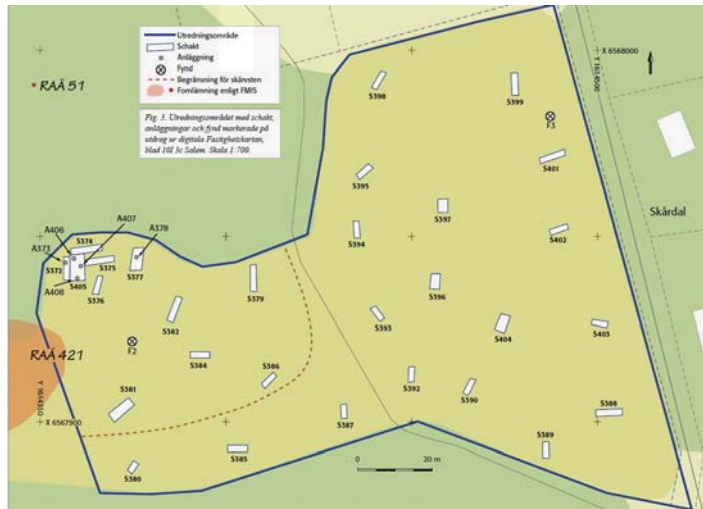 Utredningsområde
Schakt
Anläggning
Fynd
Begränsning för skärvsten
Fornlämning enligt FMIS
Fig. 3. Utredningsområdet med schakt,
anläggningar och fynd markerade på
utdrag ur digitala Fastighetskartan,
blad 10I 3c Salem. Skala 1:700.
RAÄ 51
X 6568000
S398
S399
F3
S401
S395
S397
Skårdal
S394
S402
A406
A407
A373
S374
A378
S372
S375
S377
A408
S405
S376
S379
S396
S382
S393
S404
S403
F2
RAÄ 421
S384
S386
S392
S390
S381
S388
X 6567900
S387
S389
S385
S380
0
20 m